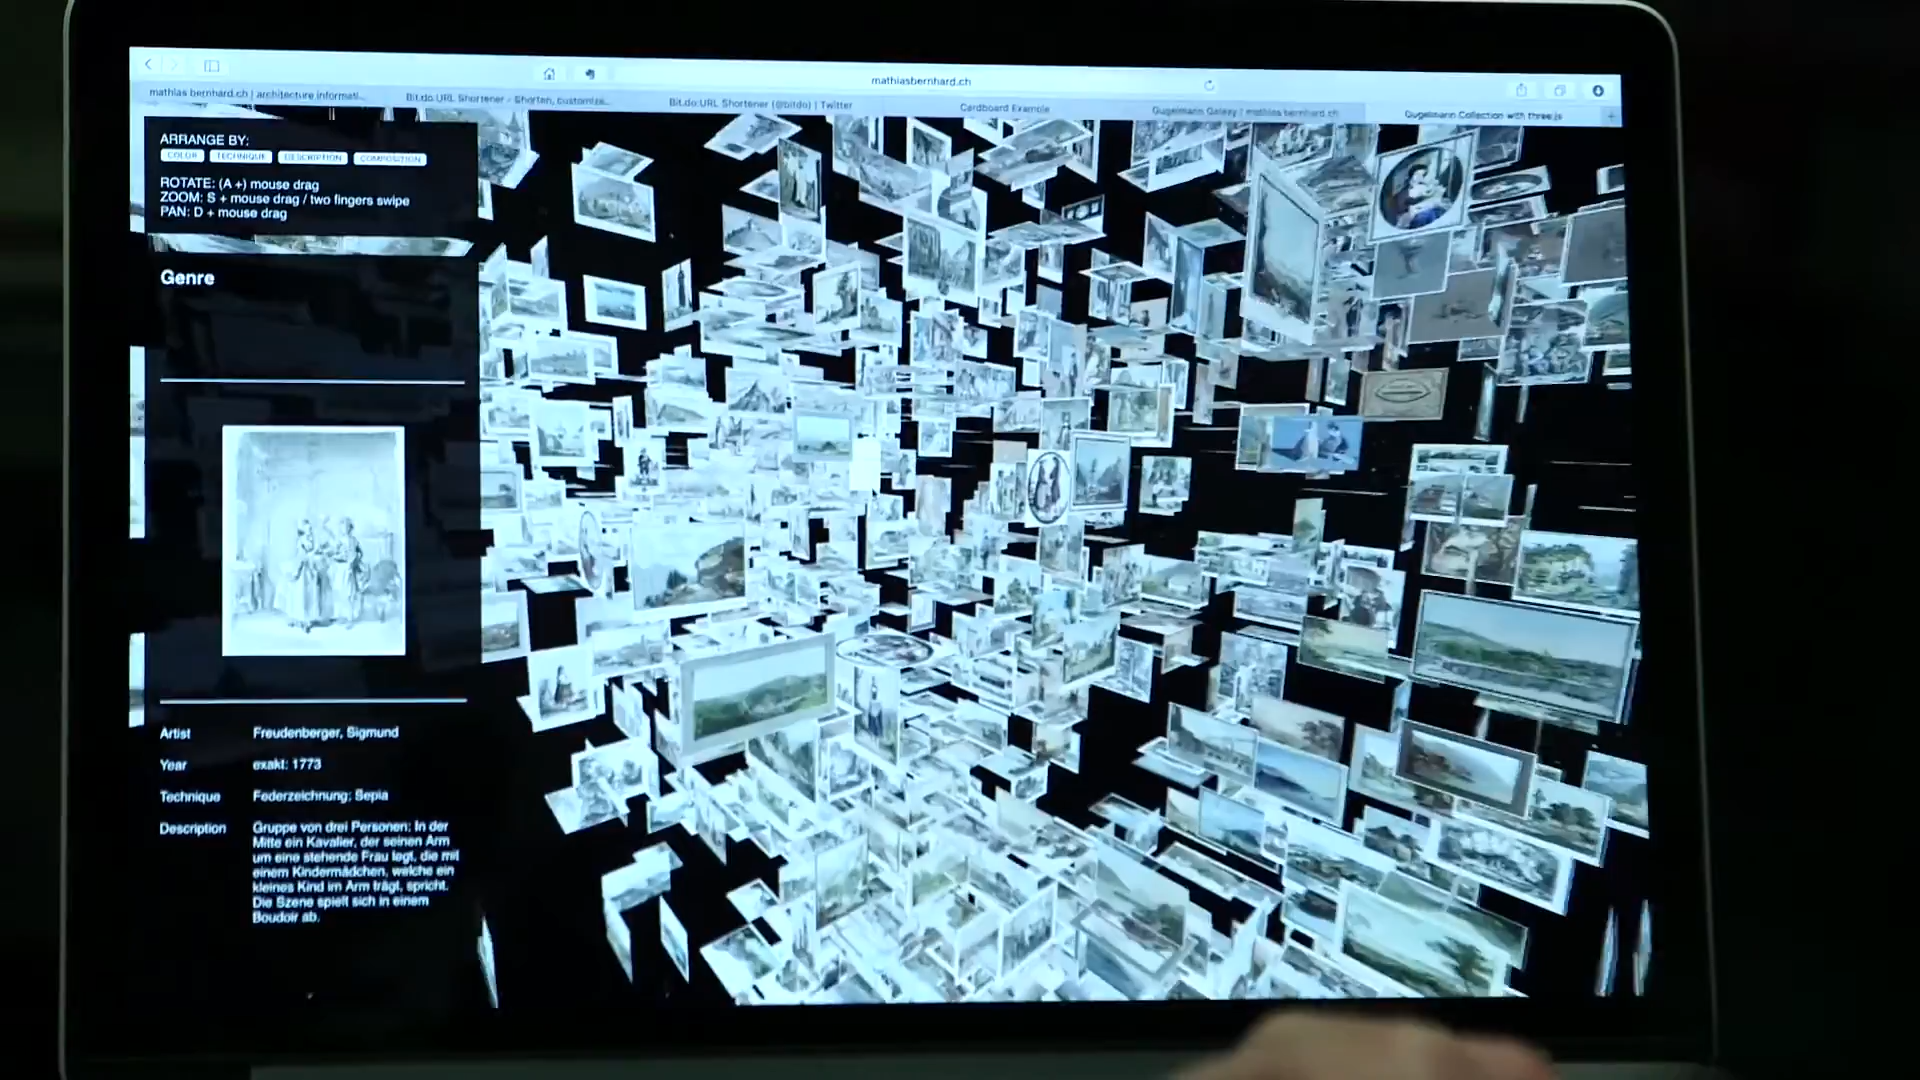 mathiasbernhard.ch
mathias bernhard.ch | architecture informati...
Bit.do URL Shortener - Shorten, customize...
Bit.do URL Shortener (@bitdo) | Twitter
Cardboard Example
Gugelmann Galaxy | mathias bernhard.ch
Gugelmann Collection with three.js
ARRANGE BY:
COLOR TECHNIQUE DESCRIPTION COMPOSITION
ROTATE: (A +) mouse drag
ZOOM: S + mouse drag / two fingers swipe
PAN: D + mouse drag
Genre
Artist Freudenberger, Sigmund
Year exakt: 1773
Technique Federzeichnung; Sepia
Description Gruppe von drei Personen: In der
Mitte ein Kavalier, der seinen Arm
um eine stehende Frau legt, die mit
einem Kindermädchen, welche ein
kleines Kind im Arm trägt, spricht.
Die Szene spielt sich in einem
Boudoir ab.